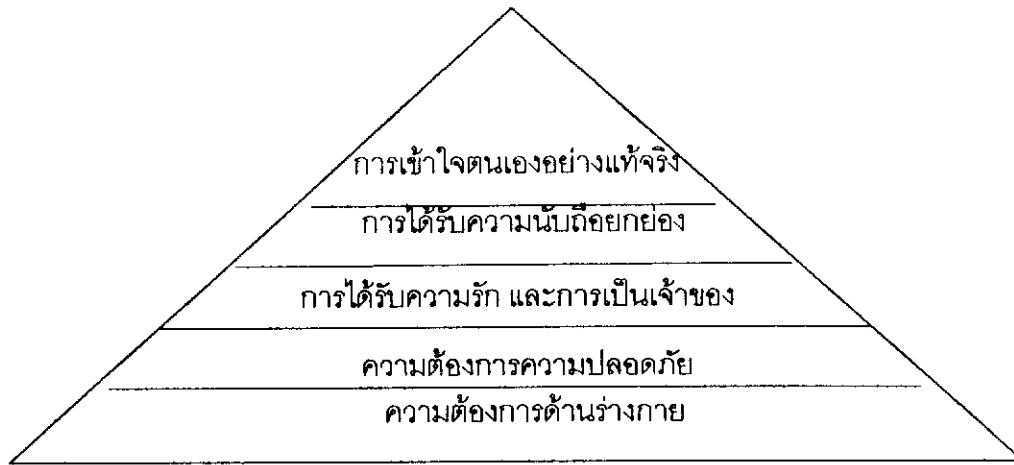 การเข้าใจตนเองอย่างแท้จริง
การได้รับความนับถือยกย่อง
การได้รับความรัก และการเป็นเจ้าของ
ความต้องการความปลอดภัย
ความต้องการด้านร่างกาย